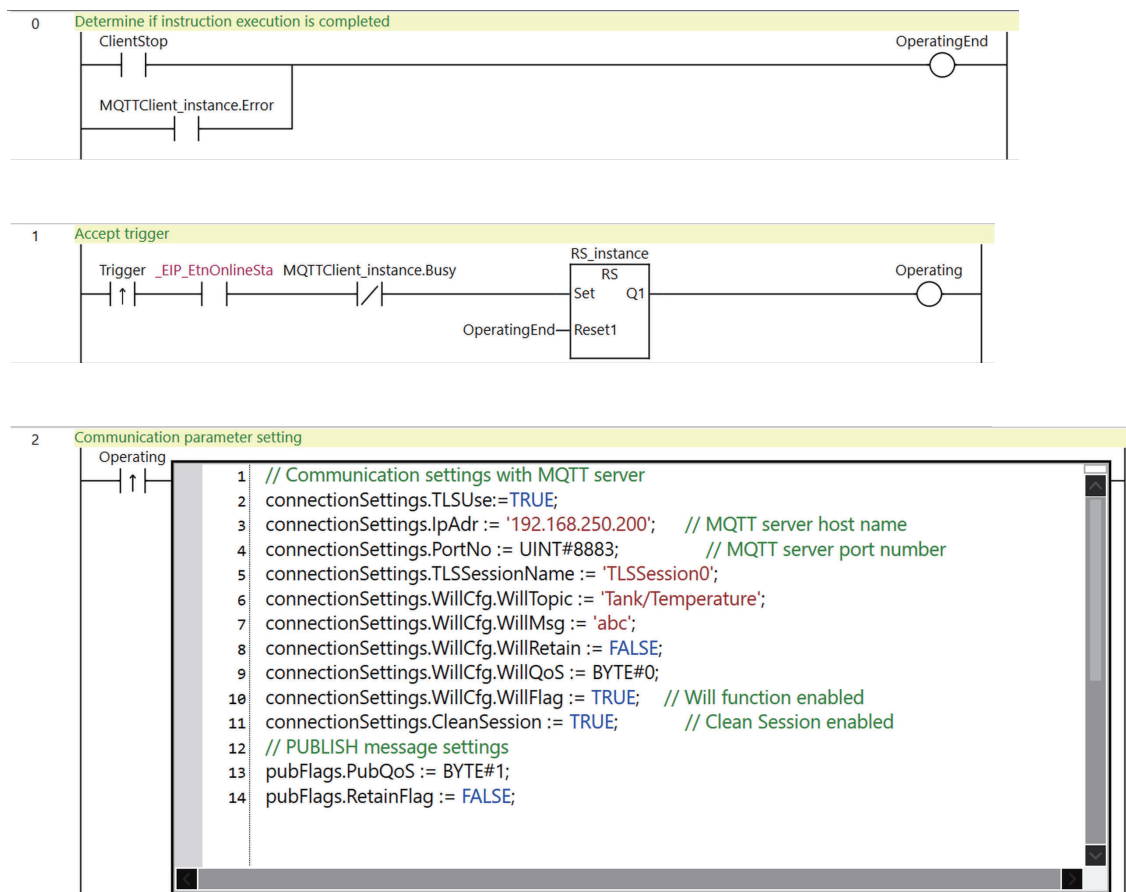 0 Determine if instruction execution is completed
ClientStop OperatingEnd
MQTTClient_instance.Error
1 Accept trigger
RS_instance
Trigger _EIP_EtnOnlineSta MQTTClient_instance.Busy RS Operating
Set Q1
OperatingEnd Reset1
2 Communication parameter setting
Operating
1 // Communication settings with MQTT server
2 connectionSettings.TLSUse:=TRUE;
3 connectionSettings.IpAdr := '192.168.250.200'; // MQTT server host name
4 connectionSettings.PortNo := UINT#8883; // MQTT server port number
5 connectionSettings.TLSSessionName := 'TLSSession0';
6 connectionSettings.WillCfg.WillTopic := 'Tank/Temperature';
7 connectionSettings.WillCfg.WillMsg := 'abc';
8 connectionSettings.WillCfg.WillRetain := FALSE;
9 connectionSettings.WillCfg.WillQoS := BYTE#0;
10 connectionSettings.WillCfg.WillFlag := TRUE; // Will function enabled
11 connectionSettings.CleanSession := TRUE; // Clean Session enabled
12 // PUBLISH message settings
13 pubFlags.PubQoS := BYTE#1;
14 pubFlags.RetainFlag := FALSE;